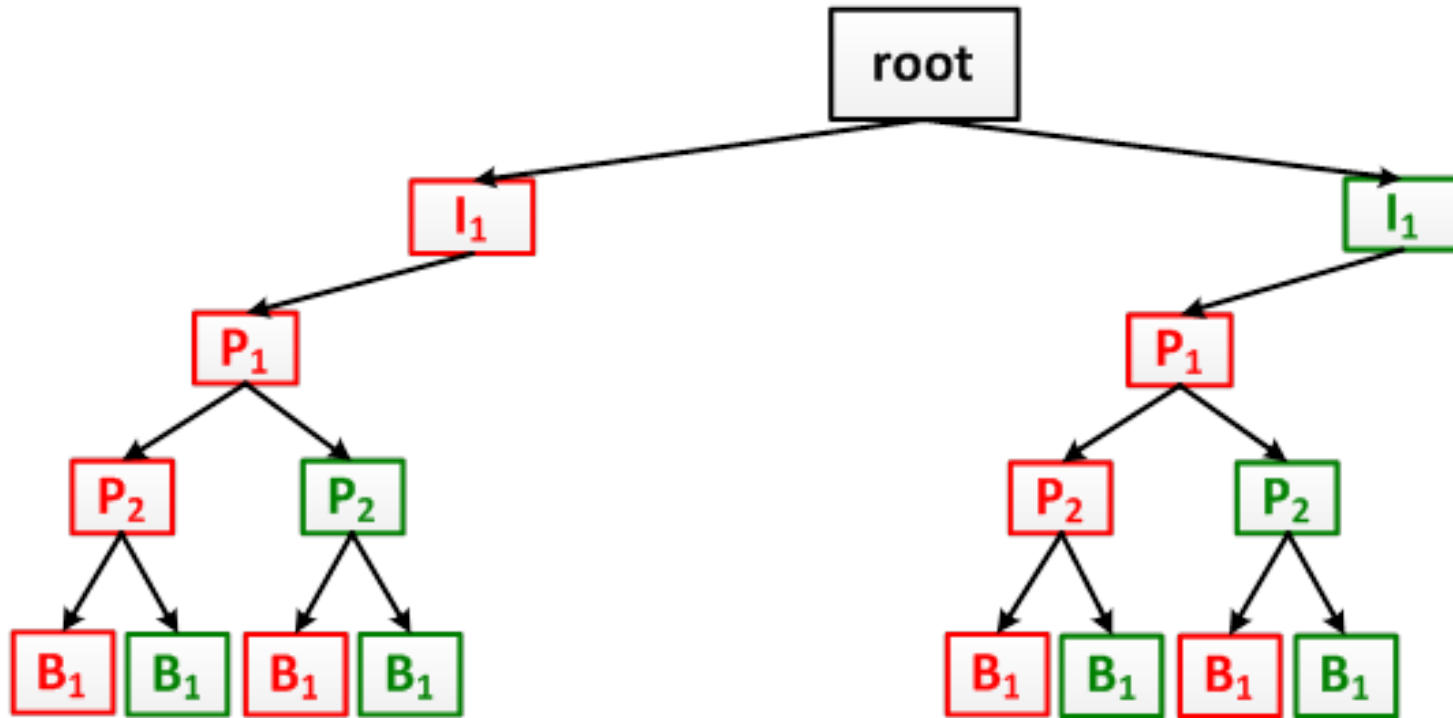 root
I₁ I₁
P₁ P₁
P₂ P₂ P₂ P₂
B₁ B₁ B₁ B₁ B₁ B₁ B₁ B₁